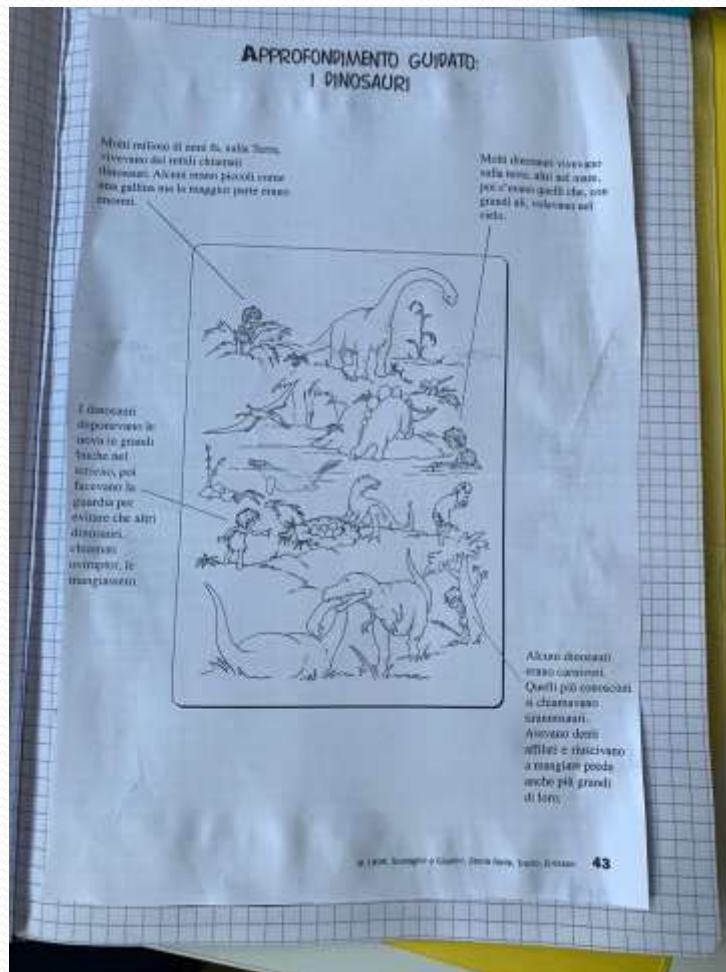 APPROFONDIMENTO GUIDATO:
I DINOSAURI
Molti milioni di anni fa, sulla Terra,
vivevano dei rettili chiamati
dinosauri. Alcuni erano piccoli come
una gallina ma la maggior parte erano
enormi.
Molti dinosauri vivevano
sulla terra, altri nel mare,
poi c'erano quelli che, con
grandi ali, volavano nel
cielo.
I dinosauri
deponevano le
uova in grandi
buche nel
terreno, poi
facevano la
guardia per
evitare che altri
dinosauri,
chiamati
oviraptor, le
mangiassero.
Alcuni dinosauri
erano carnivori.
Quelli più conosciuti
si chiamavano
tirannosauri.
Avevano denti
affilati e riuscivano
a mangiare prede
anche più grandi
di loro.
Trento, Erickson 43